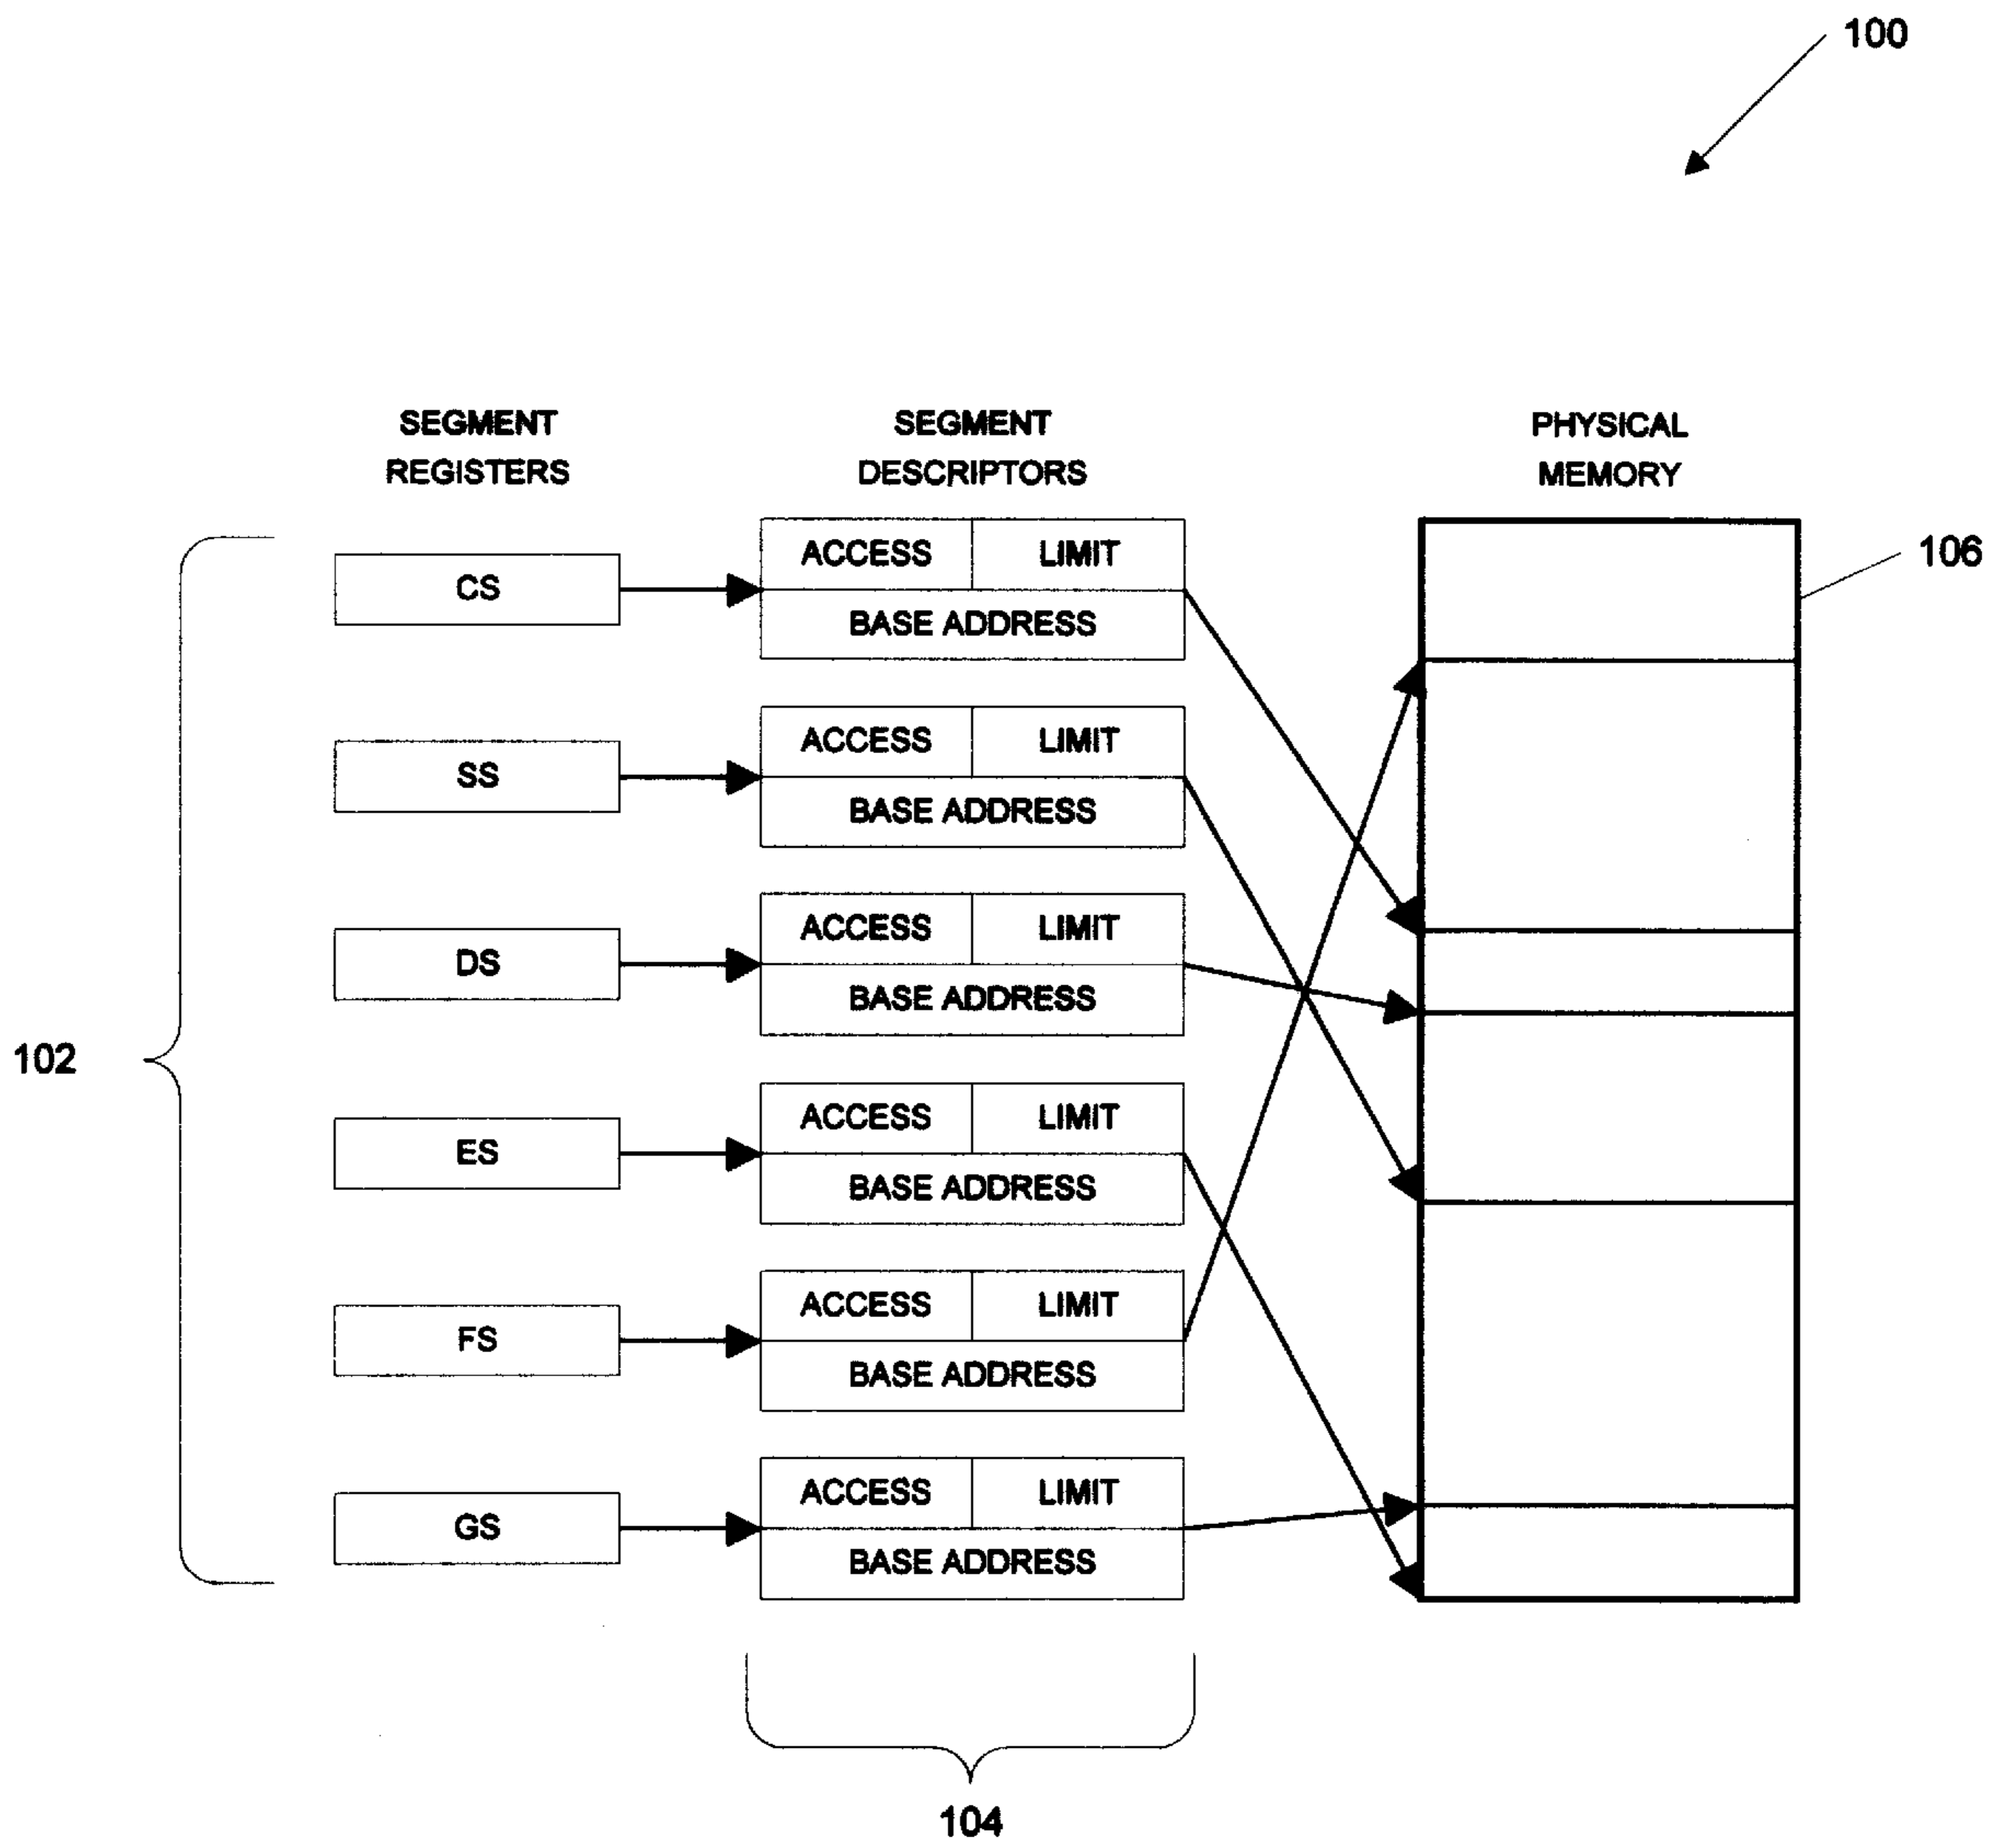 100
SEGMENT
REGISTERS
SEGMENT
DESCRIPTORS
PHYSICAL
MEMORY
106
102
CS
ACCESS LIMIT
BASE ADDRESS
SS
ACCESS LIMIT
BASE ADDRESS
DS
ACCESS LIMIT
BASE ADDRESS
ES
ACCESS LIMIT
BASE ADDRESS
FS
ACCESS LIMIT
BASE ADDRESS
GS
ACCESS LIMIT
BASE ADDRESS
104